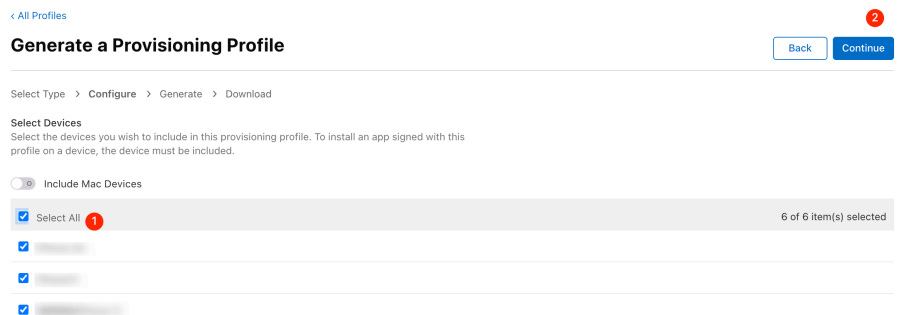 ‹ All Profiles
2
Generate a Provisioning Profile
Back
Continue
Select Type > Configure > Generate > Download
Select Devices
Select the devices you wish to include in this provisioning profile. To install an app signed with this
profile on a device, the device must be included.
Include Mac Devices
Select All
1
6 of 6 item(s) selected